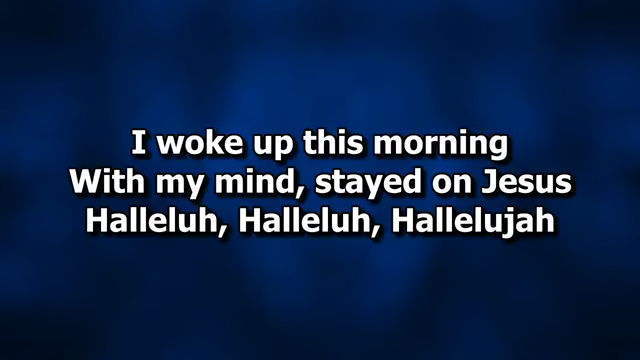 I woke up this morning
With my mind, stayed on Jesus
Halleluh, Halleluh, Hallelujah